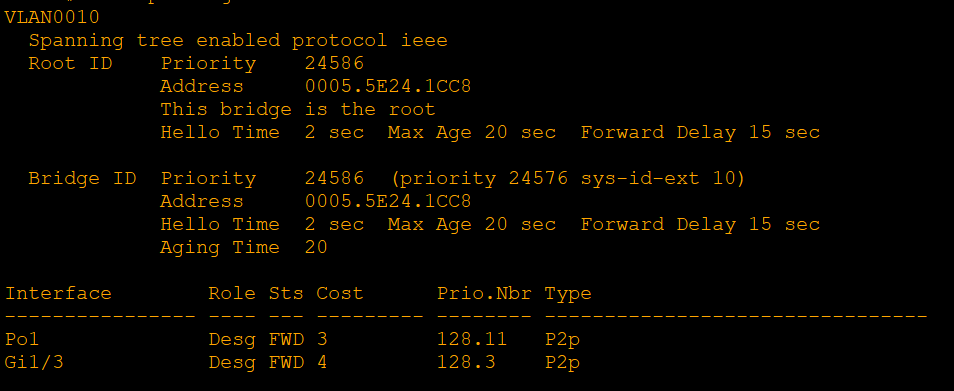 VLAN0010
  Spanning tree enabled protocol ieee
  Root ID    Priority    24586
             Address     0005.5E24.1CC8
             This bridge is the root
             Hello Time  2 sec  Max Age 20 sec  Forward Delay 15 sec

  Bridge ID  Priority    24586  (priority 24576 sys-id-ext 10)
             Address     0005.5E24.1CC8
             Hello Time  2 sec  Max Age 20 sec  Forward Delay 15 sec
             Aging Time  20

Interface        Role Sts Cost      Prio.Nbr Type
---------------- ---- --- --------- -------- --------------------------------
Po1              Desg FWD 3         128.11   P2p
Gi1/3            Desg FWD 4         128.3    P2p